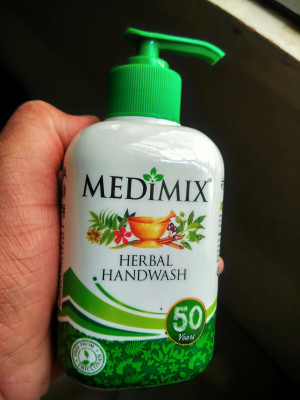 MEDIMIX
HERBAL
HANDWASH
50
Years